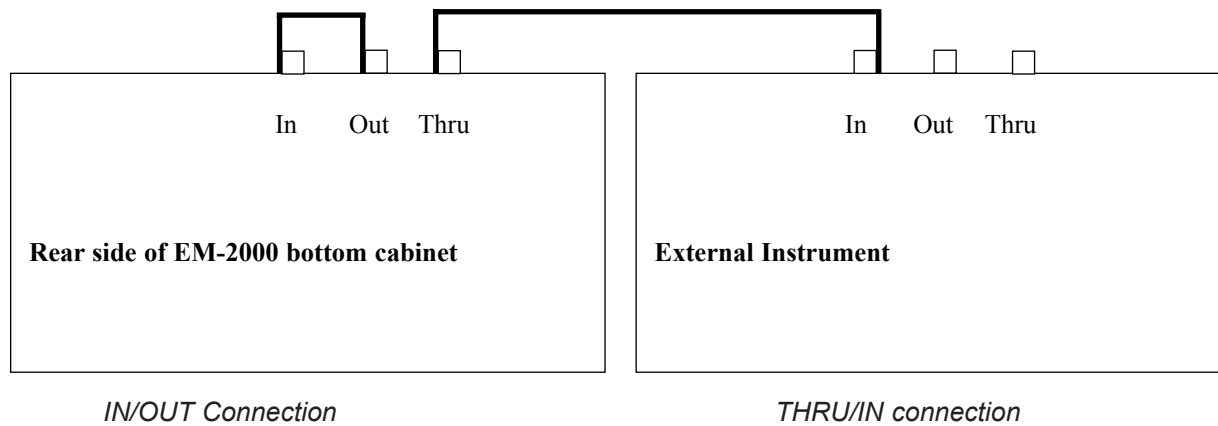 In Out Thru
In Out Thru
Rear side of EM-2000 bottom cabinet
External Instrument
IN/OUT Connection
THRU/IN connection